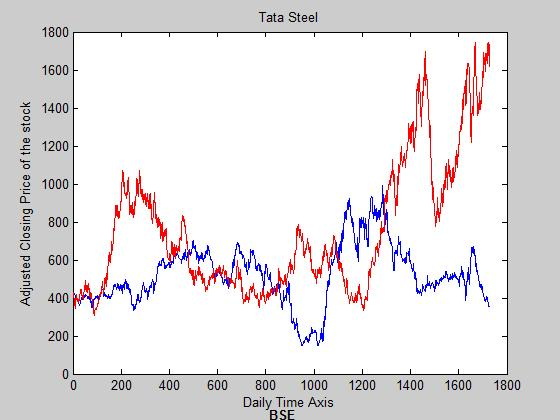 Tata Steel
Adjusted Closing Price of the stock
1800
1600
1400
1200
1000
800
600
400
200
0
0 200 400 600 800 1000 1200 1400 1600 1800
Daily Time Axis
BSE